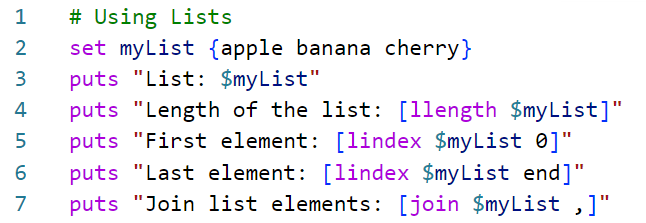 1 # Using Lists
2 set myList {apple banana cherry}
3 puts "List: $myList"
4 puts "Length of the list: [llength $myList]"
5 puts "First element: [lindex $myList 0]"
6 puts "Last element: [lindex $myList end]"
7 puts "Join list elements: [join $myList ,]"